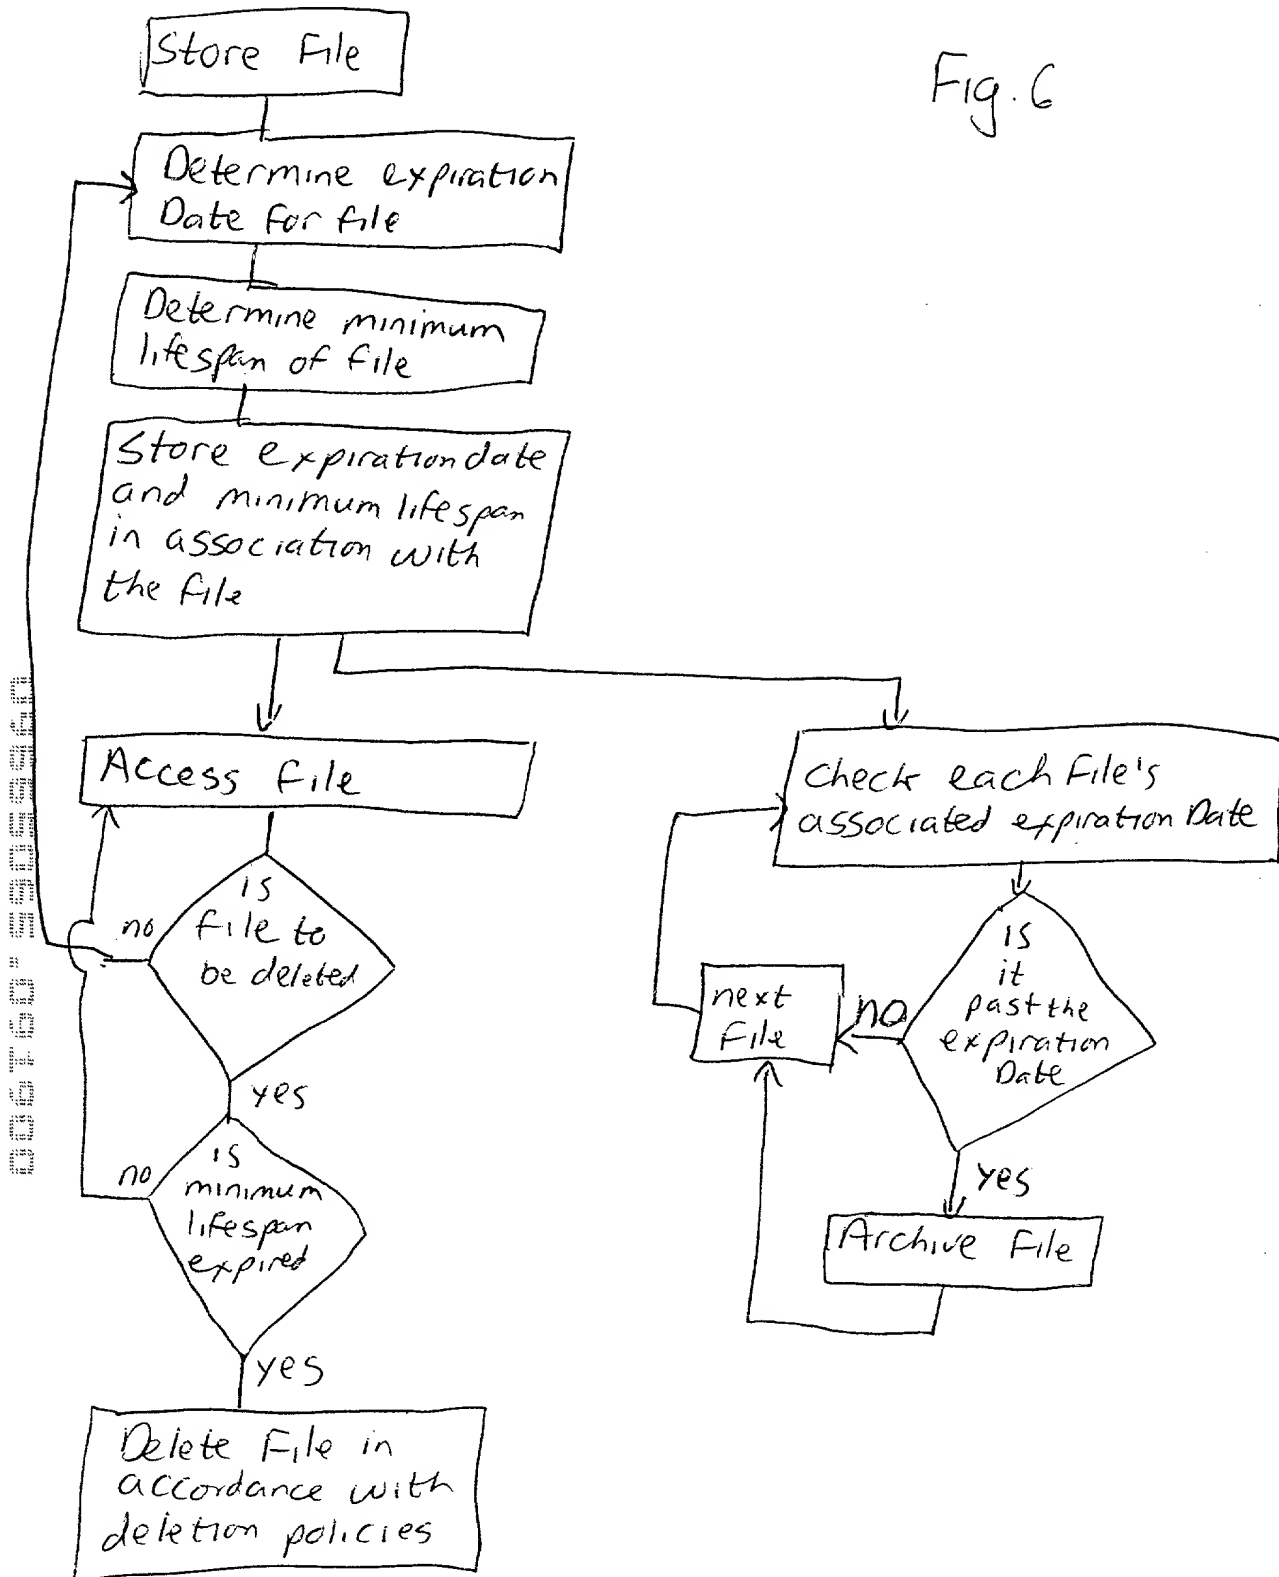 Store File
Fig. 6
Determine expiration
Date for file
Determine minimum
lifespan of file
Store expiration date
and minimum lifespan
in association with
the file
Access file
is
file to
be deleted
no
yes
is
minimum
lifespan
expired
no
yes
Delete File in
accordance with
deletion policies
check each file's
associated expiration Date
is
it
past the
expiration
Date
no
next
file
yes
Archive File